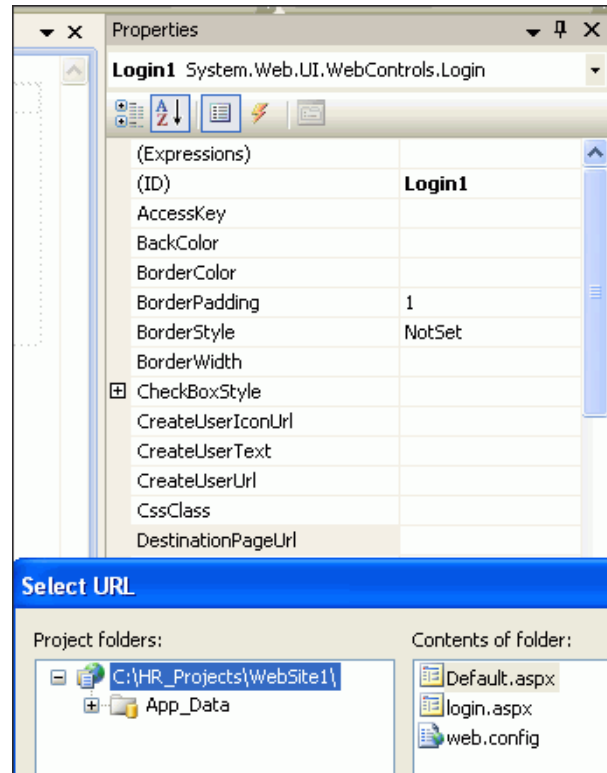 Properties
Login1 System.Web.UI.WebControls.Login
(Expressions)
(ID) Login1
AccessKey
BackColor
BorderColor
BorderPadding 1
BorderStyle NotSet
BorderWidth
CheckBoxStyle
CreateUserIconUrl
CreateUserText
CreateUserUrl
CssClass
DestinationPageUrl
Select URL
Project folders: Contents of folder:
C:\HR_Projects\WebSite1\ Default.aspx
App_Data login.aspx
web.config